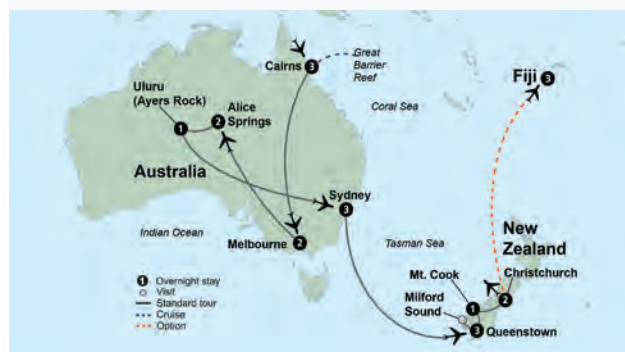 Cairns
3
Great
Barrier
Reef
Fiji
3
Uluru
(Ayers Rock)
1
Alice
Springs
2
Coral Sea
Australia
Sydney
3
Indian Ocean
Melbourne
2
Tasman Sea
New
Zealand
Mt. Cook
Christchurch
1
2
Milford
Sound
3
Queenstown
1 Overnight stay
Visit
Standard tour
Cruise
Option